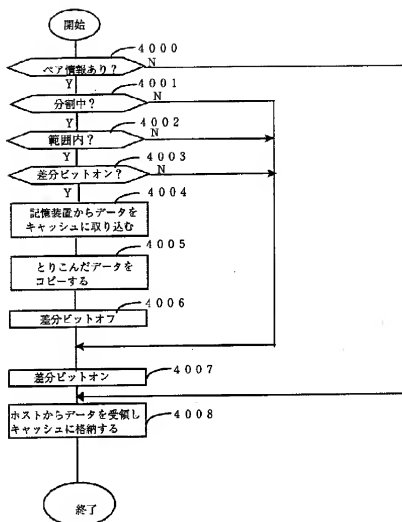 開始
4000
ペア情報あり?
N
Y
4001
分割中?
N
Y
4002
範囲内?
N
Y
4003
差分ビットオン?
N
Y
4004
記憶装置からデータを
キャッシュに取り込む
4005
とりこんだデータを
コピーする
4006
差分ビットオフ
4007
差分ビットオン
4008
ホストからデータを受領し
キャッシュに格納する
終了